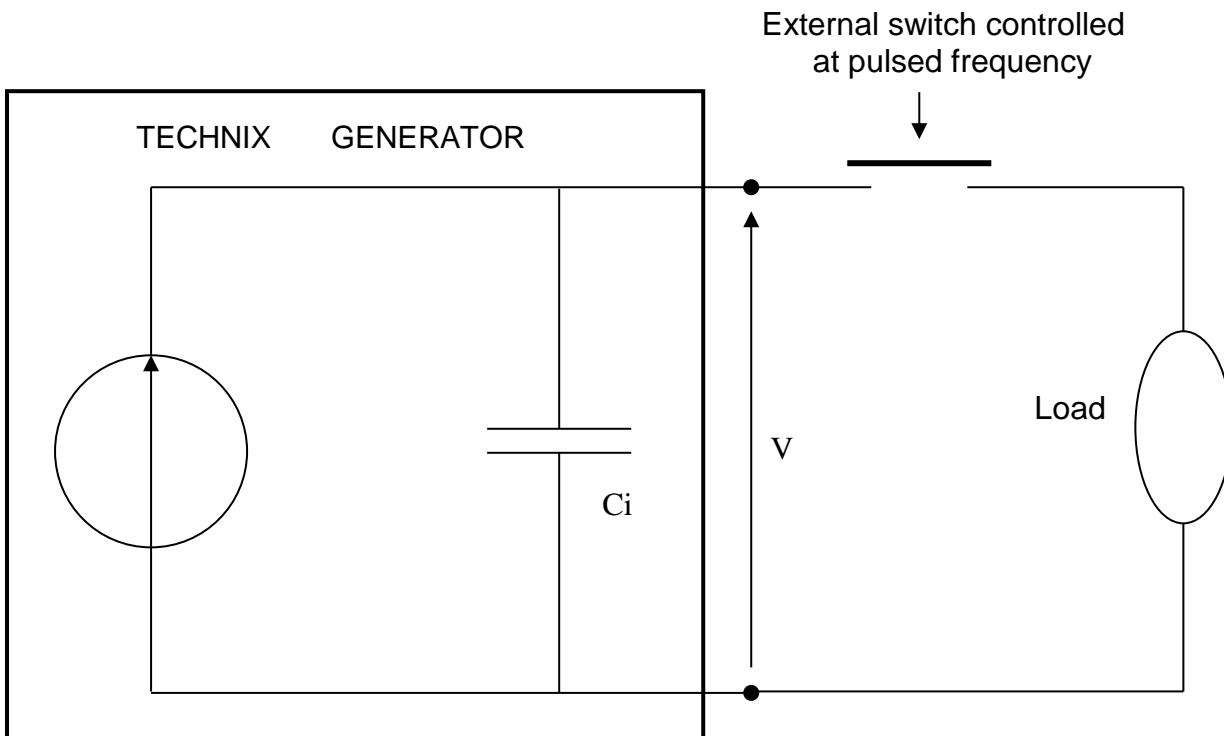 External switch controlled
at pulsed frequency
TECHNIX GENERATOR
Load
V
Ci